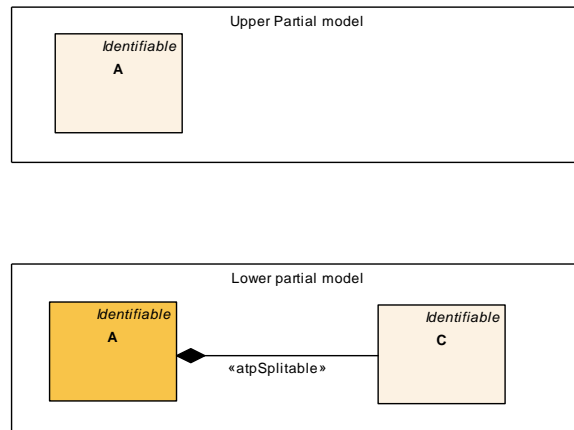 Upper Partial model
Identifiable
A
Lower partial model
Identifiable
A
Identifiable
C
«atpSplitable»